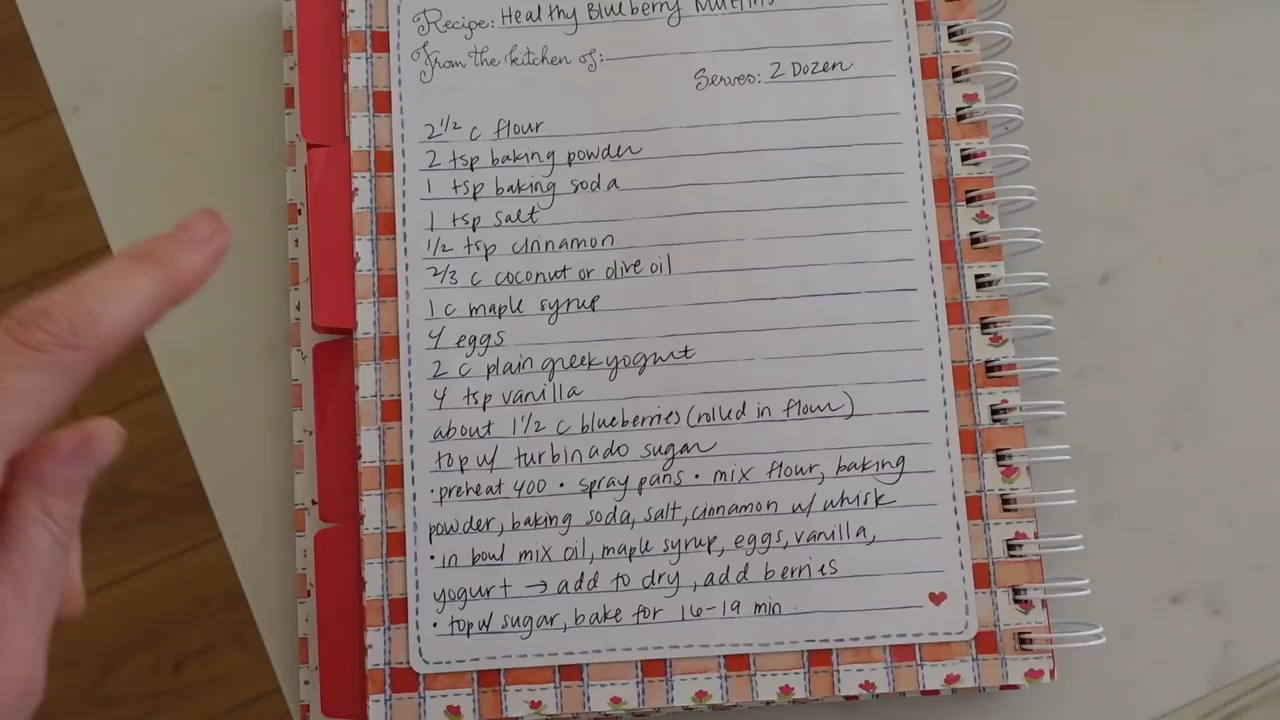 Recipe: Healthy Blueberry Muffins
From the kitchen of:
Serves: 2 Dozen
2 1/2 c flour
2 tsp baking powder
1 tsp baking soda
1 tsp salt
1/2 tsp cinnamon
2/3 c coconut or olive oil
1 c maple syrup
4 eggs
2 c plain greek yogurt
4 tsp vanilla
about 1 1/2 c blueberries (rolled in flour)
top w/ turbinado sugar
• preheat 400 • spray pans • mix flour, baking
powder, baking soda, salt, cinnamon w/ whisk
• in bowl mix oil, maple syrup, eggs, vanilla,
yogurt → add to dry, add berries
• top w/ sugar, bake for 16-19 min.